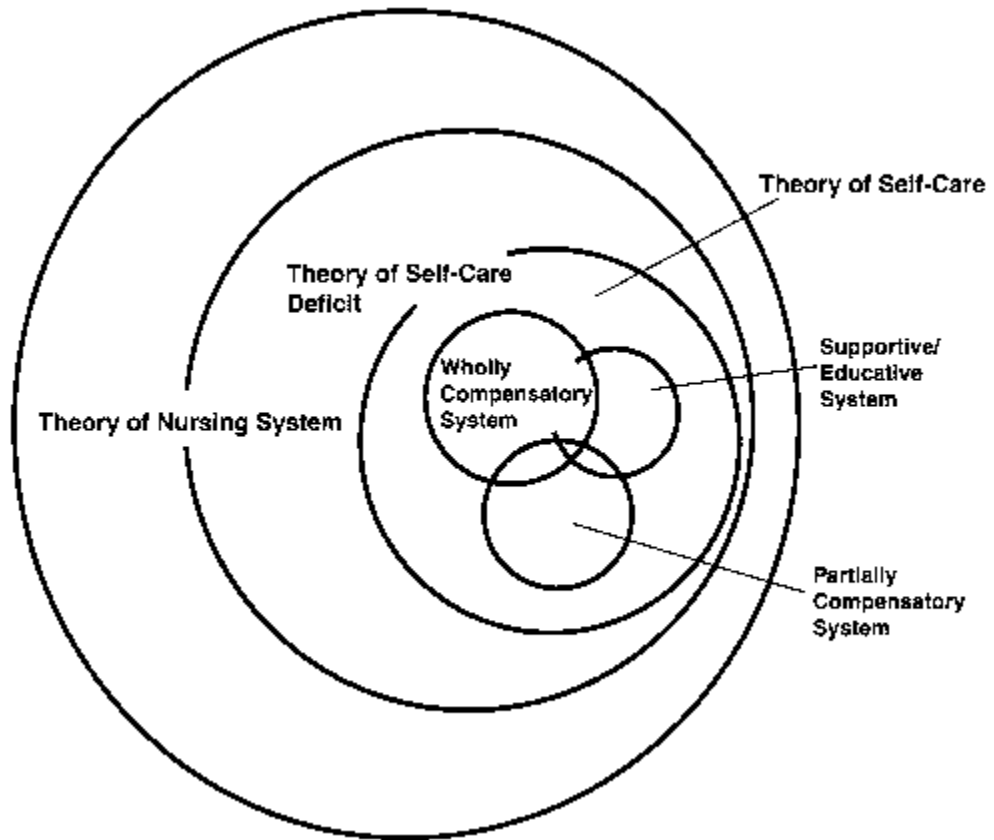 Theory of Self-Care
Theory of Self-Care
Deficit
Supportive/
Educative
System
Wholly
Compensatory
System
Theory of Nursing System
Partially
Compensatory
System